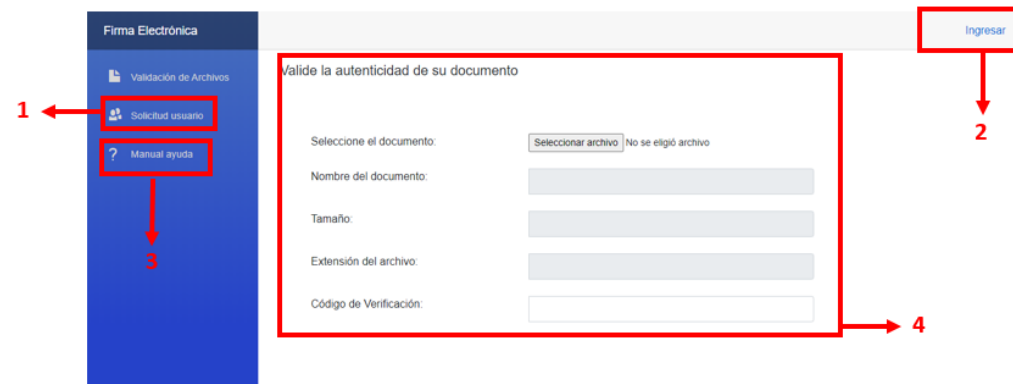 Firma Electrónica
Ingresar
Validación de Archivos
1
Solicitud usuario
Manual ayuda
3
2
Valide la autenticidad de su documento
Seleccione el documento:
Seleccionar archivo No se eligió archivo
Nombre del documento:
Tamaño:
Extensión del archivo:
Código de Verificación:
4